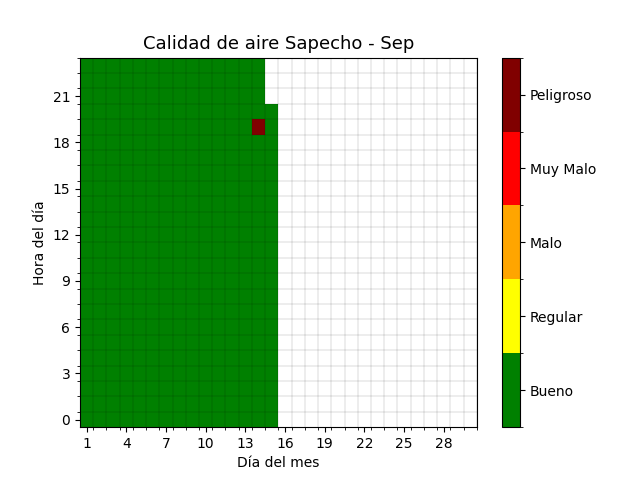 Calidad de aire Sapecho - Sep
Hora del día
21
18
15
12
9
6
3
0
1 4 7 10 13 16 19 22 25 28
Día del mes
Peligroso
Muy Malo
Malo
Regular
Bueno